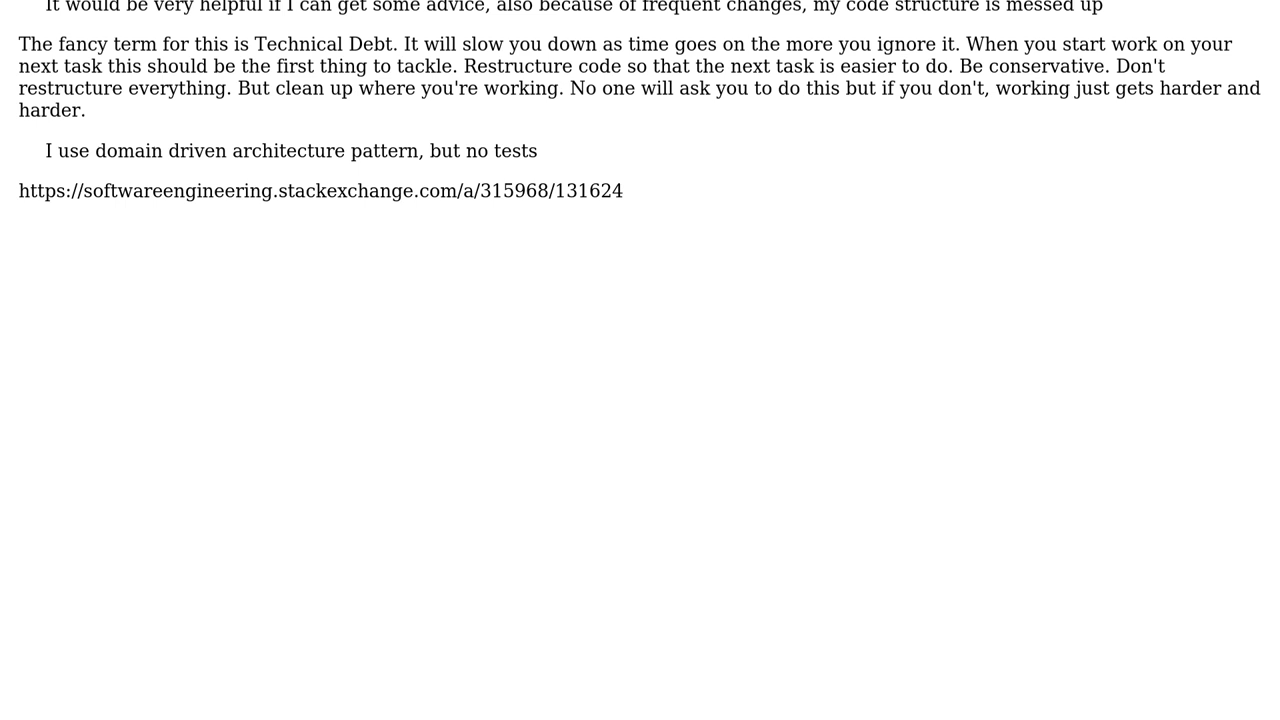 It would be very helpful if I can get some advice, also because of frequent changes, my code structure is messed up
The fancy term for this is Technical Debt. It will slow you down as time goes on the more you ignore it. When you start work on your
next task this should be the first thing to tackle. Restructure code so that the next task is easier to do. Be conservative. Don't
restructure everything. But clean up where you're working. No one will ask you to do this but if you don't, working just gets harder and
harder.
I use domain driven architecture pattern, but no tests
https://softwareengineering.stackexchange.com/a/315968/131624